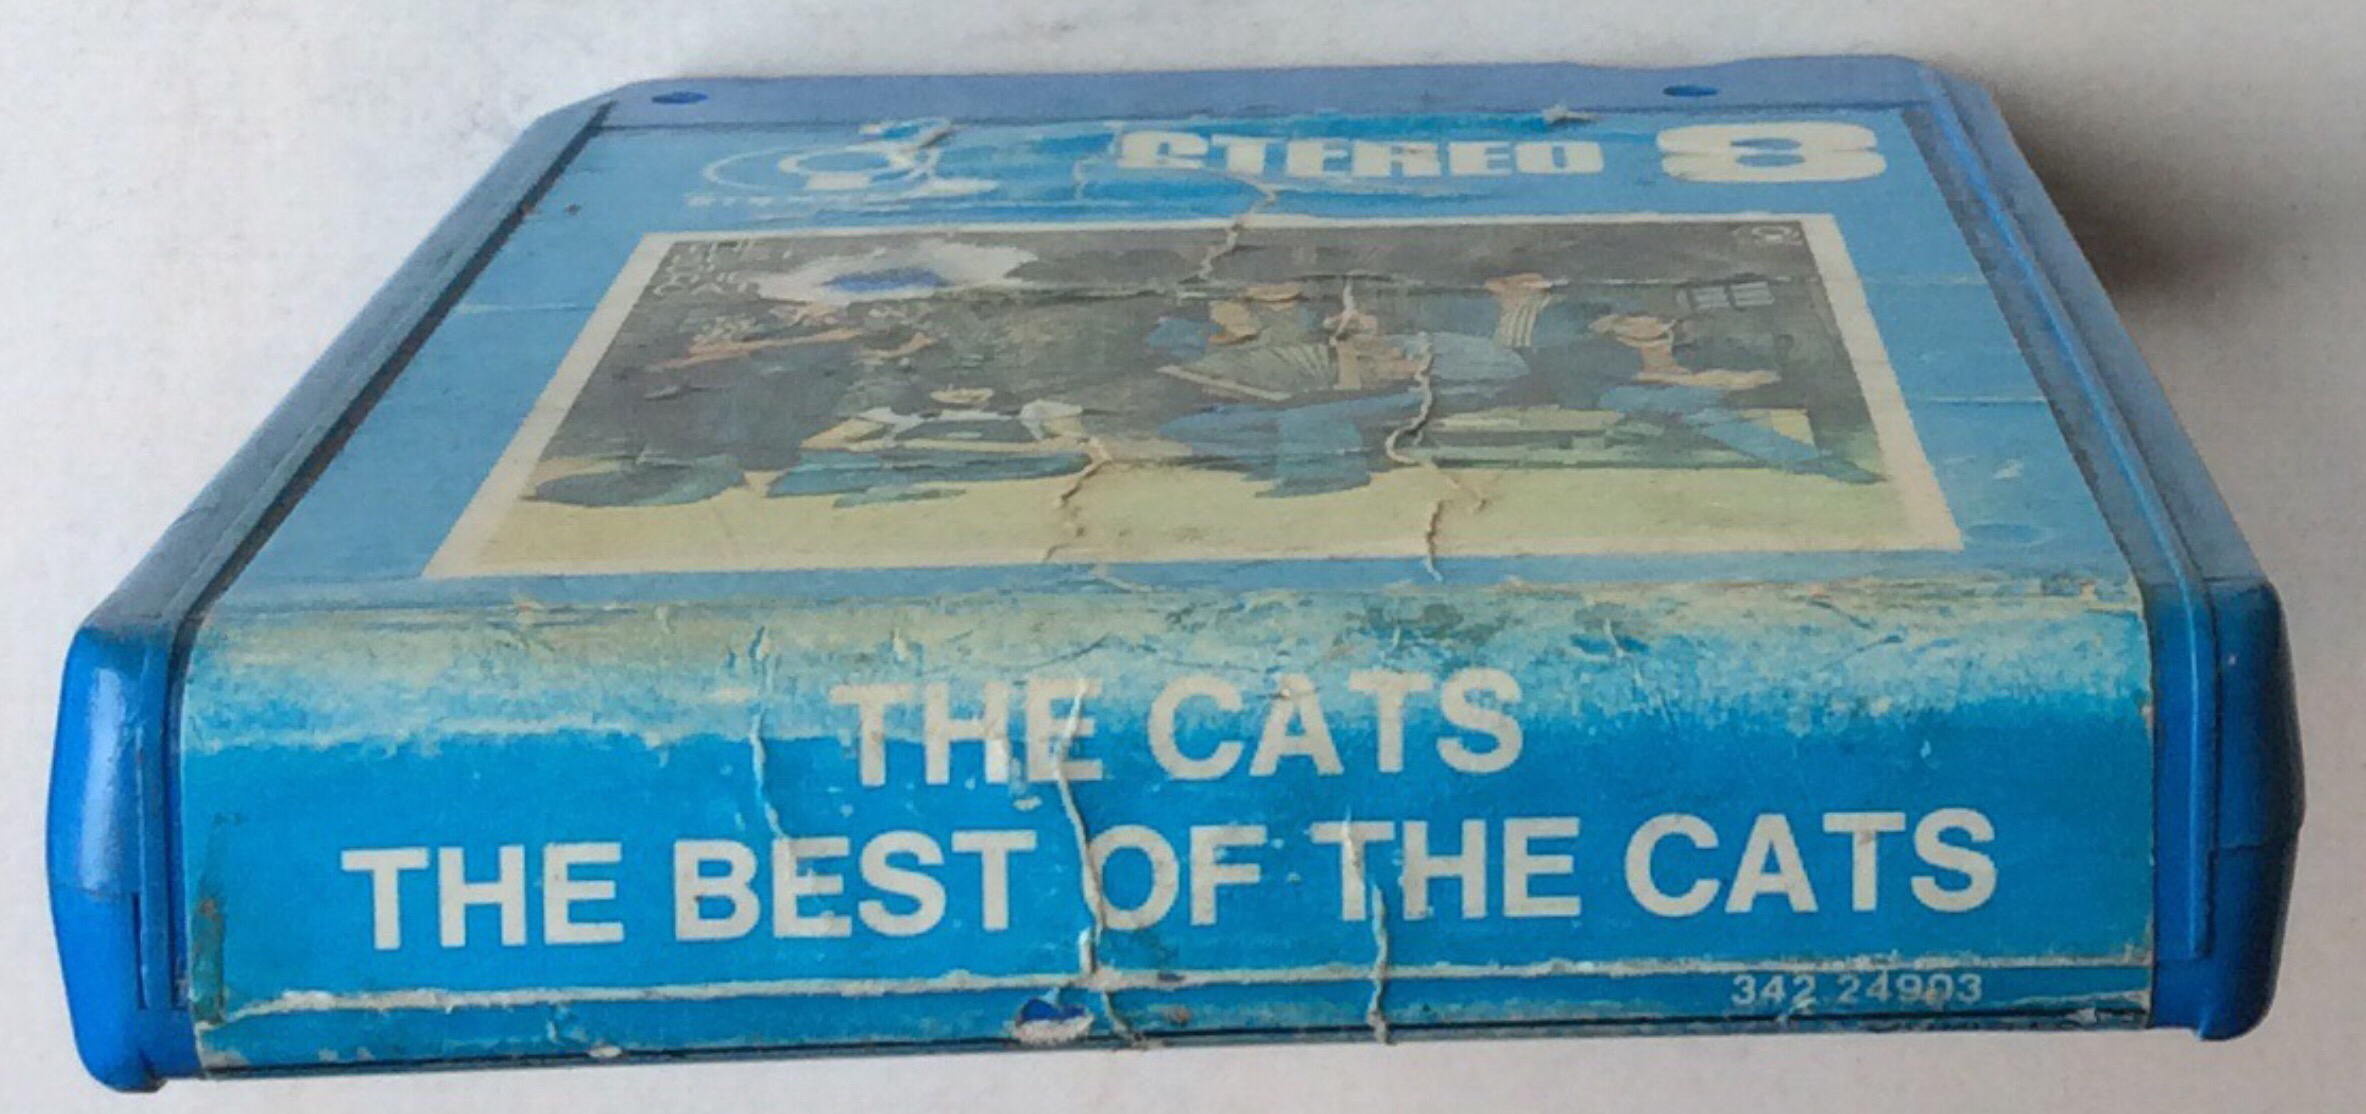 STEREO 8
THE CATS
THE BEST OF THE CATS
342 24903